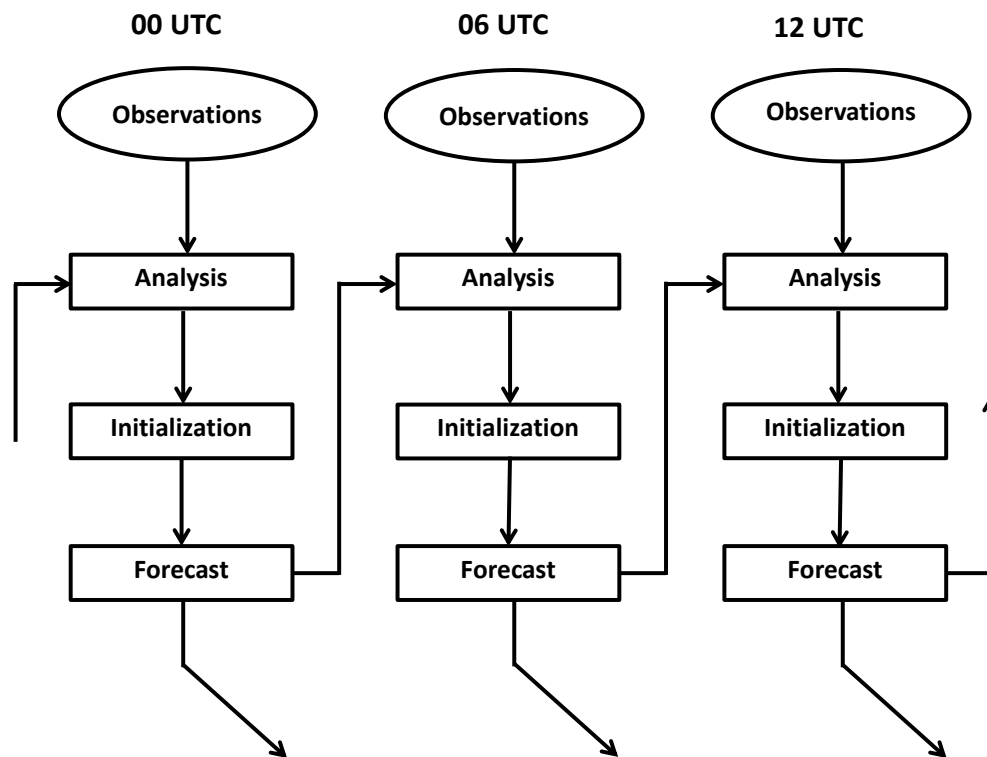 00 UTC
06 UTC
12 UTC
Observations
Observations
Observations
Analysis
Analysis
Analysis
Initialization
Initialization
Initialization
Forecast
Forecast
Forecast